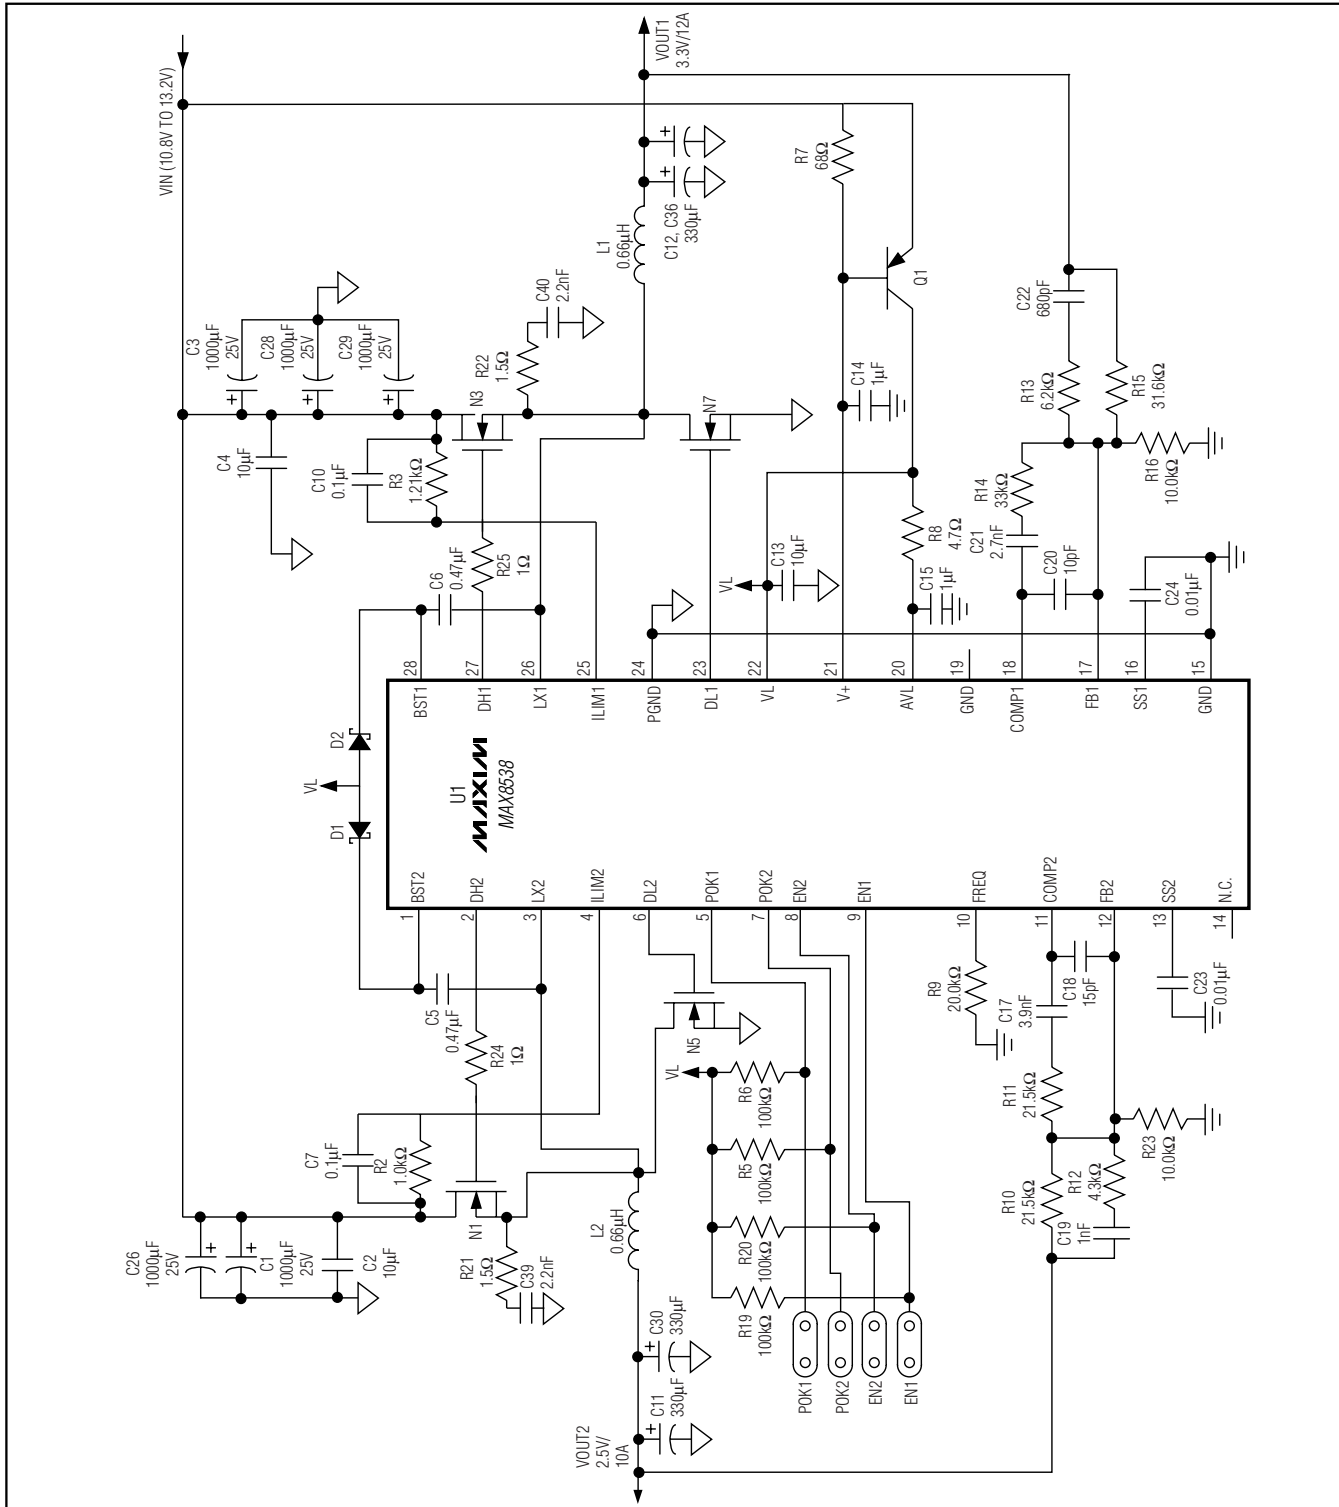 VIN (10.8V TO 13.2V)
VOUT1
3.3V/12A
C12, C36
330µF
L1
0.66µH
R7
68Ω
Q1
C3
1000µF
25V
C28
1000µF
25V
C29
1000µF
25V
C4
10µF
C10
0.1µF
R3
1.21kΩ
N3
R22
1.5Ω
C40
2.2nF
N7
C14
1µF
C22
680pF
R13
6.2kΩ
R15
31.6kΩ
R16
10.0kΩ
R14
33kΩ
C21
2.7nF
C20
10pF
C24
0.01µF
R8
4.7Ω
C15
1µF
C13
10µF
VL
C6
0.47µF
R25
1Ω
28
27
26
25
24
23
22
21
20
19
18
17
16
15
BST1
DH1
LX1
ILIM1
PGND
DL1
VL
V+
AVL
GND
COMP1
FB1
SS1
GND
D2
VL
D1
U1
MAXIM
MAX8538
BST2
DH2
LX2
ILIM2
DL2
POK1
POK2
EN2
EN1
FREQ
COMP2
FB2
SS2
N.C.
1
2
3
4
6
5
7
8
9
10
11
12
13
14
C5
0.47µF
R24
1Ω
N5
R9
20.0kΩ
C17
3.9nF
C18
15pF
C23
0.01µF
VL
R6
100kΩ
R5
100kΩ
R20
100kΩ
R19
100kΩ
R11
21.5kΩ
R23
10.0kΩ
R10
21.5kΩ
R12
4.3kΩ
C19
1nF
C7
0.1µF
R2
1.0kΩ
N1
L2
0.66µH
R21
1.5Ω
C39
2.2nF
C26
1000µF
25V
C1
1000µF
25V
C2
10µF
C30
330µF
C11
330µF
VOUT2
2.5V/
10A
POK1
POK2
EN2
EN1